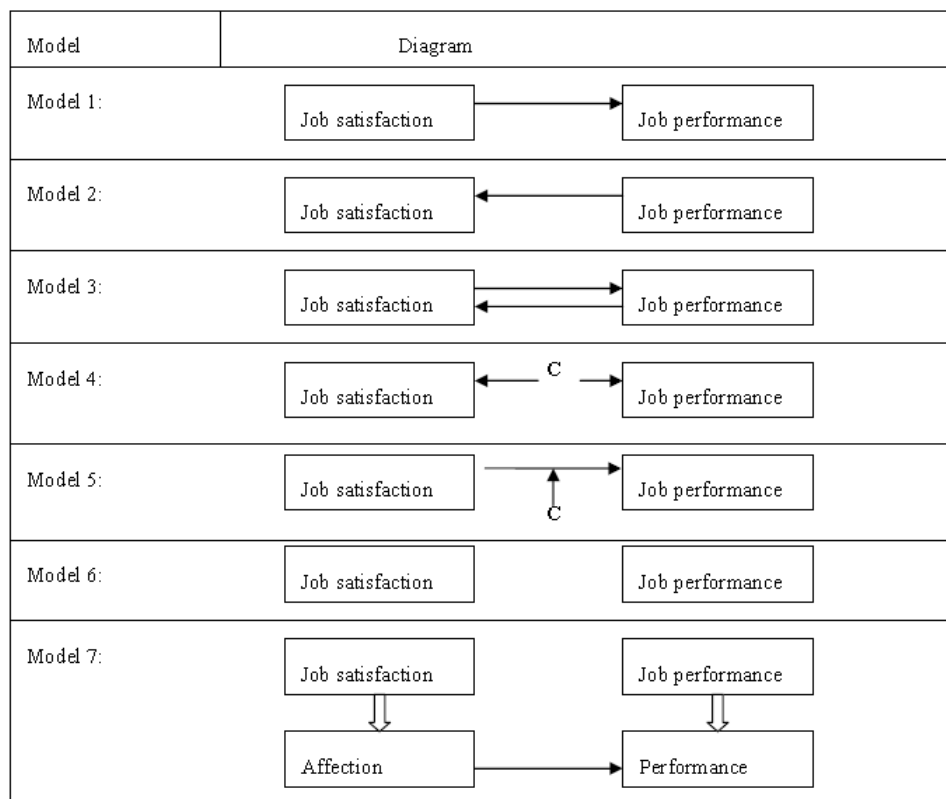 Model Diagram
Model 1: Job satisfaction Job performance
Model 2: Job satisfaction Job performance
Model 3: Job satisfaction Job performance
Model 4: Job satisfaction C Job performance
Model 5: Job satisfaction Job performance
C
Model 6: Job satisfaction Job performance
Model 7: Job satisfaction Job performance
Affection Performance